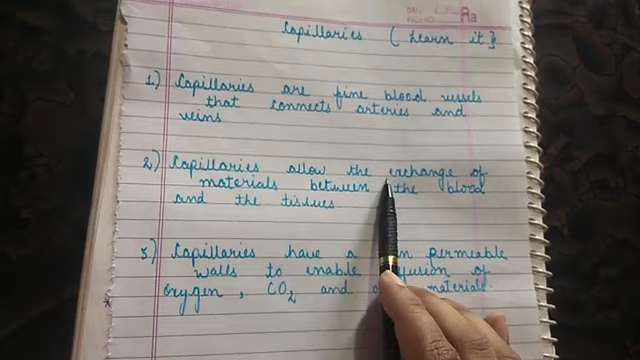 Capillaries ( Learn it }
1) Capillaries are fine blood vessels
that connects arteries and
veins
2) Capillaries allow the exchange of
materials between the blood
and the tissues
3) Capillaries have a permeable
walls to enable of
oxygen , CO2 and materials.